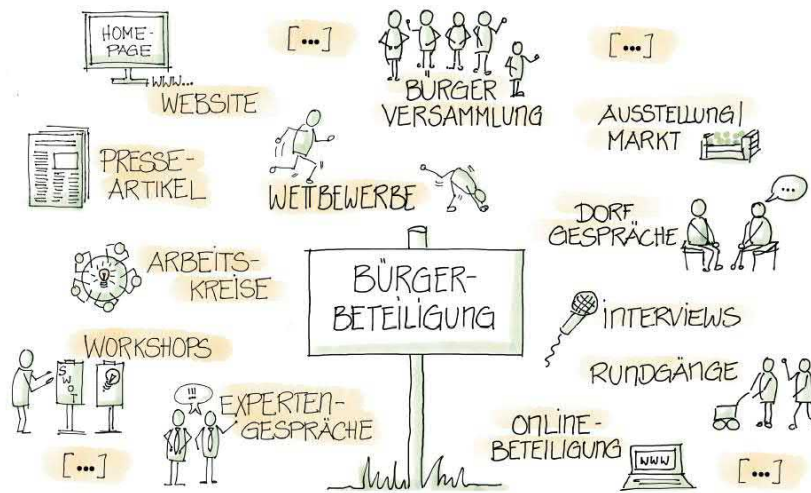 HOME-
PAGE
WWW...
WEBSITE
[...]
BÜRGER
VERSAMMLUNG
[...]
AUSSTELLUNG/
MARKT
PRESSE-
ARTIKEL
WETTBEWERBE
DORF
GESPRÄCHE
...
ARBEITS-
KREISE
BÜRGER-
BETEILIGUNG
INTERVIEWS
WORKSHOPS
SWOT
RUNDGÄNGE
!!!
EXPERTEN-
GESPRÄCHE
ONLINE-
BETEILIGUNG
WWW
[...]
[...]